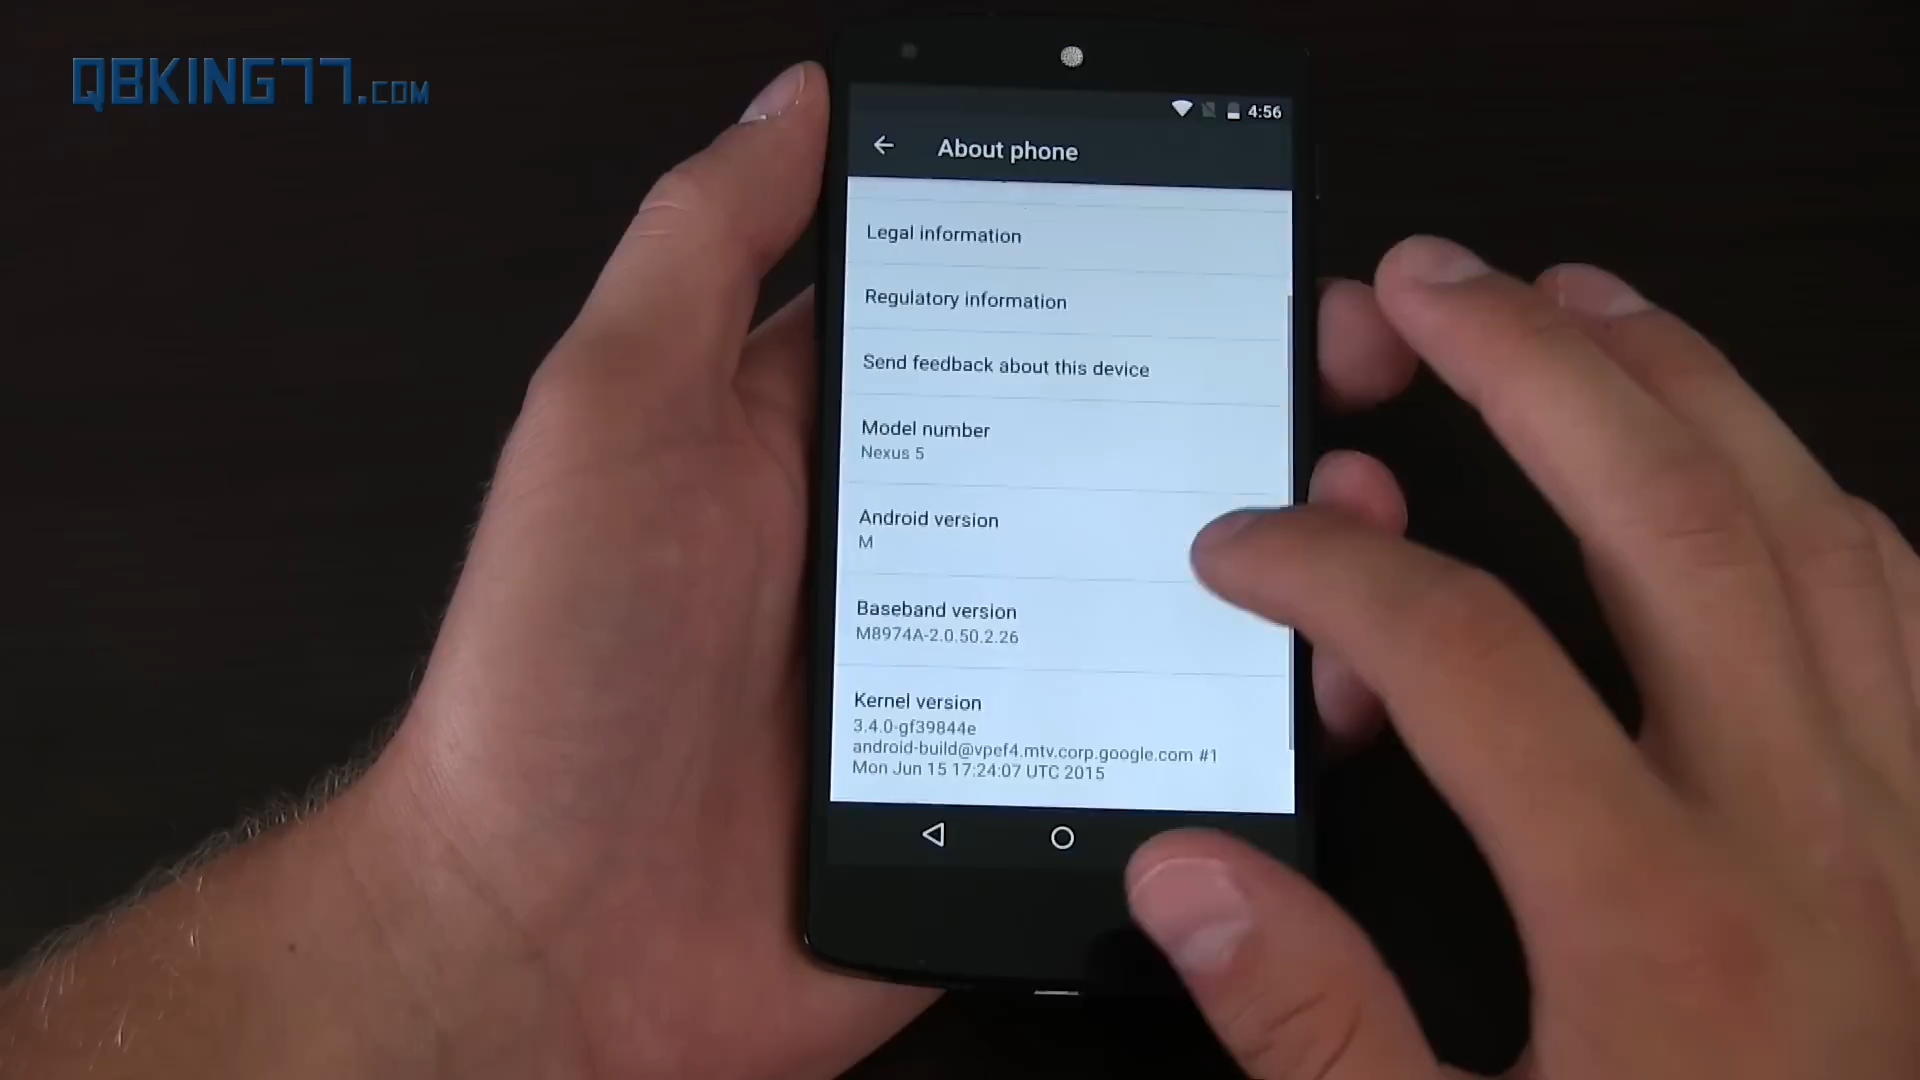 QBKING77.COM
4:56
About phone
Legal information
Regulatory information
Send feedback about this device
Model number
Nexus 5
Android version
M
Baseband version
M8974A-2.0.50.2.26
Kernel version
3.4.0-gf39844e
android-build@vpef4.mtv.corp.google.com #1
Mon Jun 15 17:24:07 UTC 2015